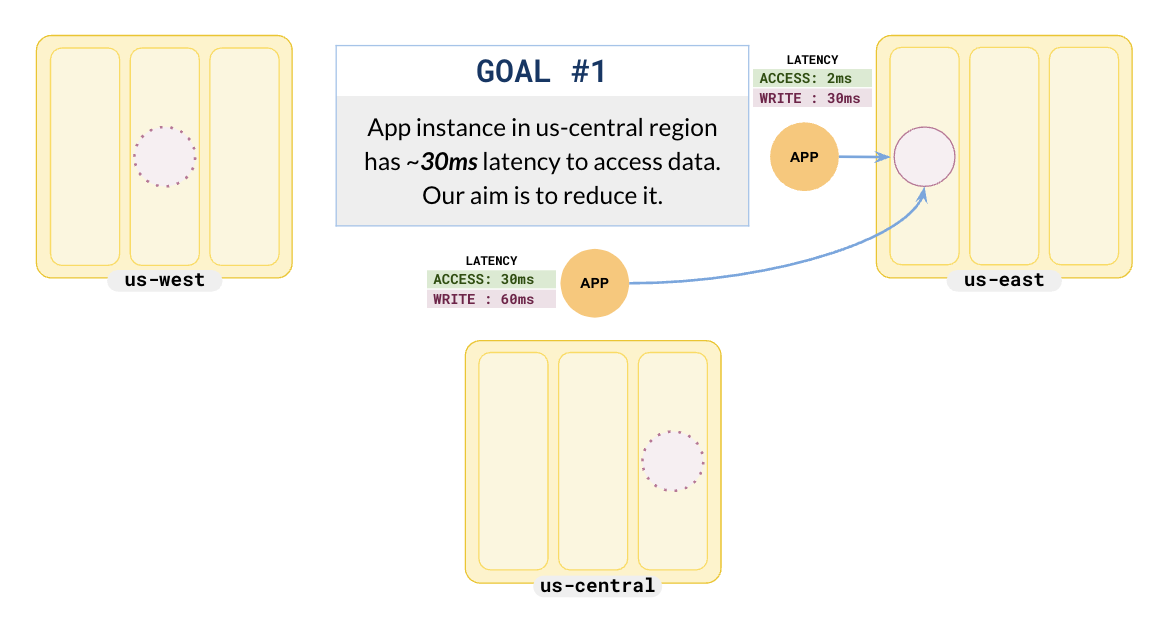 GOAL #1
App instance in us-central region
has ~30ms latency to access data.
Our aim is to reduce it.
LATENCY
ACCESS: 2ms
WRITE : 30ms
APP
us-west
us-east
LATENCY
ACCESS: 30ms
WRITE : 60ms
APP
us-central